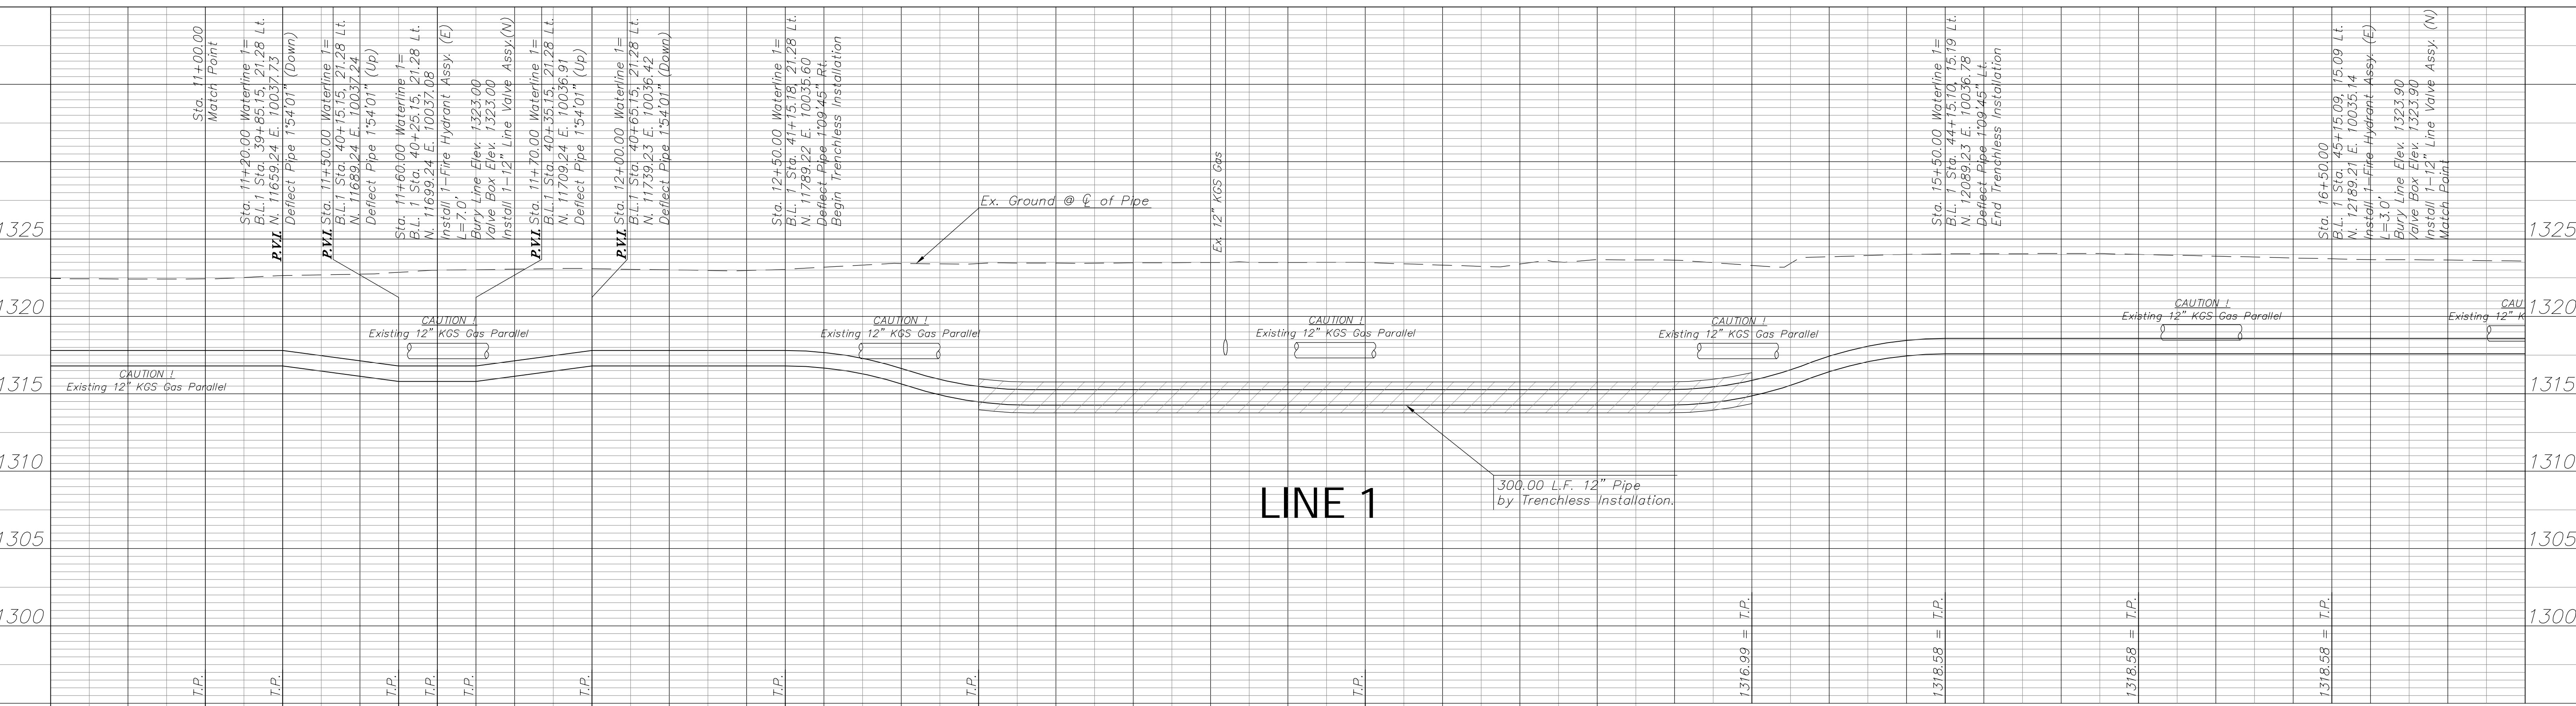 Sta. 11+00.00
Match Point
Sta. 11+20.00 Waterline 1=
B.L.1 Sta. 39+85.15, 21.28 Lt.
N. 11659.24 E. 10037.73
Deflect Pipe 1°54'01" (Down)
P.V.I.
Sta. 11+50.00 Waterline 1=
B.L.1 Sta. 40+15.15, 21.28 Lt.
N. 11689.24 E. 10037.24
Deflect Pipe 1°54'01" (Up)
P.V.I.
Sta. 11+60.00 Waterline 1=
B.L. 1 Sta. 40+25.15, 21.28 Lt.
N. 11699.24 E. 10037.08
Install 1-Fire Hydrant Assy. (E)
L=7.0'
Bury Line Elev. 1323.00
Valve Box Elev. 1323.00
Install 1-12" Line Valve Assy.(N)
P.V.I.
Sta. 11+70.00 Waterline 1=
B.L.1 Sta. 40+35.15, 21.28 Lt.
N. 11709.24 E. 10036.91
Deflect Pipe 1°54'01" (Up)
P.V.I.
Sta. 12+00.00 Waterline 1=
B.L.1 Sta. 40+65.15, 21.28 Lt.
N. 11739.23 E. 10036.42
Deflect Pipe 1°54'01" (Down)
Sta. 12+50.00 Waterline 1=
B.L. 1 Sta. 41+15.18, 21.28 Lt.
N. 11789.22 E. 10035.60
Deflect Pipe 1°09'45" Rt.
Begin Trenchless Installation
Ex. Ground @ ℄ of Pipe
Ex. 12" KGS Gas
Sta. 15+50.00 Waterline 1=
B.L. 1 Sta. 44+15.10, 15.19 Lt.
N. 12089.23 E. 10036.78
Deflect Pipe 1°09'45" Lt.
End Trenchless Installation
Sta. 16+50.00
B.L. 1 Sta. 45+15.09, 15.09 Lt.
N. 12189.21 E. 10035.14
Install 1-Fire Hydrant Assy. (E)
L=3.0'
Bury Line Elev. 1323.90
Valve Box Elev. 1323.90
Install 1-12" Line Valve Assy. (N)
Match Point
1325
1325
1320
1320
CAUTION !
Existing 12" KGS Gas Parallel
CAUTION !
Existing 12" KGS Gas Parallel
CAUTION !
Existing 12" KGS Gas Parallel
CAUTION !
Existing 12" KGS Gas Parallel
CAUTION !
Existing 12" KGS Gas Parallel
CAU
Existing 12" K
CAUTION !
Existing 12" KGS Gas Parallel
1315
1315
1310
1310
300.00 L.F. 12" Pipe
by Trenchless Installation.
LINE 1
1305
1305
1300
1300
T.P.
T.P.
T.P.
T.P.
T.P.
T.P.
T.P.
T.P.
T.P.
1316.99 = T.P.
1318.58 = T.P.
1318.58 = T.P.
1318.58 = T.P.